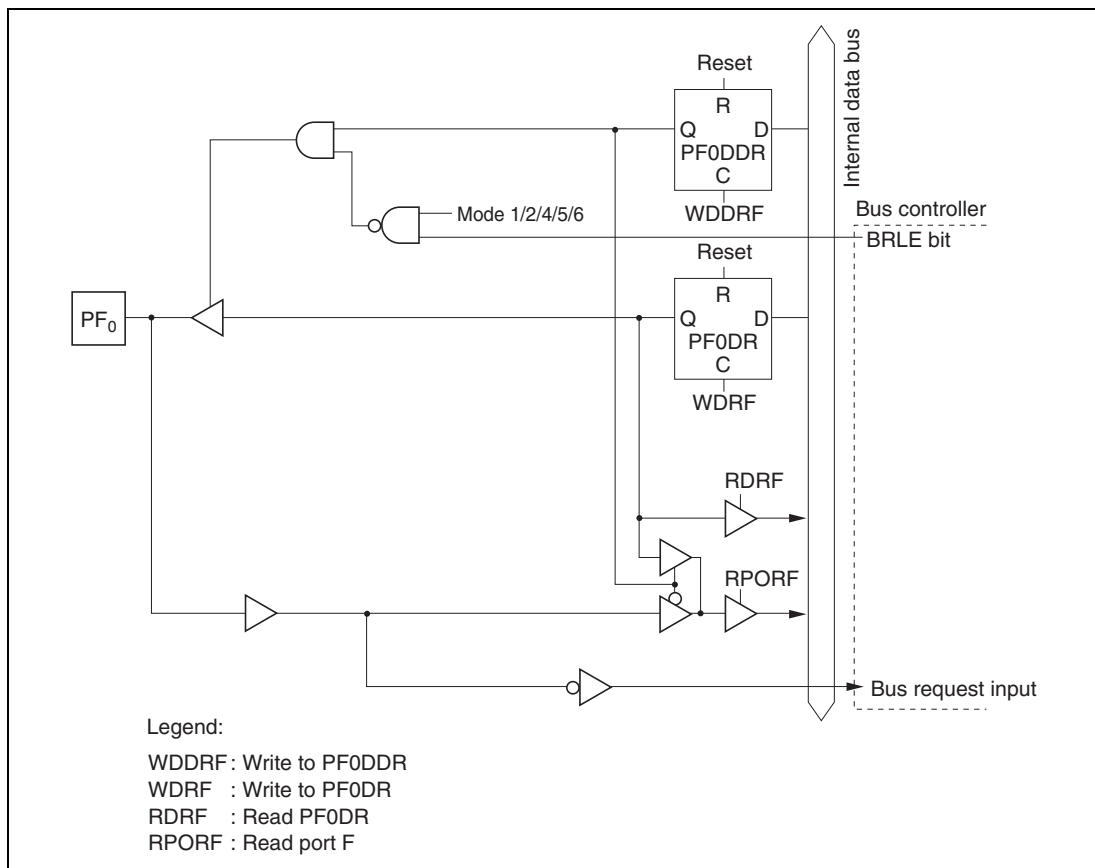 Reset
R
Q D
PF0DDR
C
WDDRF
Internal data bus
Mode 1/2/4/5/6
Bus controller
BRLE bit
Reset
R
Q D
PF0DR
C
WDRF
PF0
RDRF
RPORF
Bus request input
Legend:
WDDRF : Write to PF0DDR
WDRF : Write to PF0DR
RDRF : Read PF0DR
RPORF : Read port F